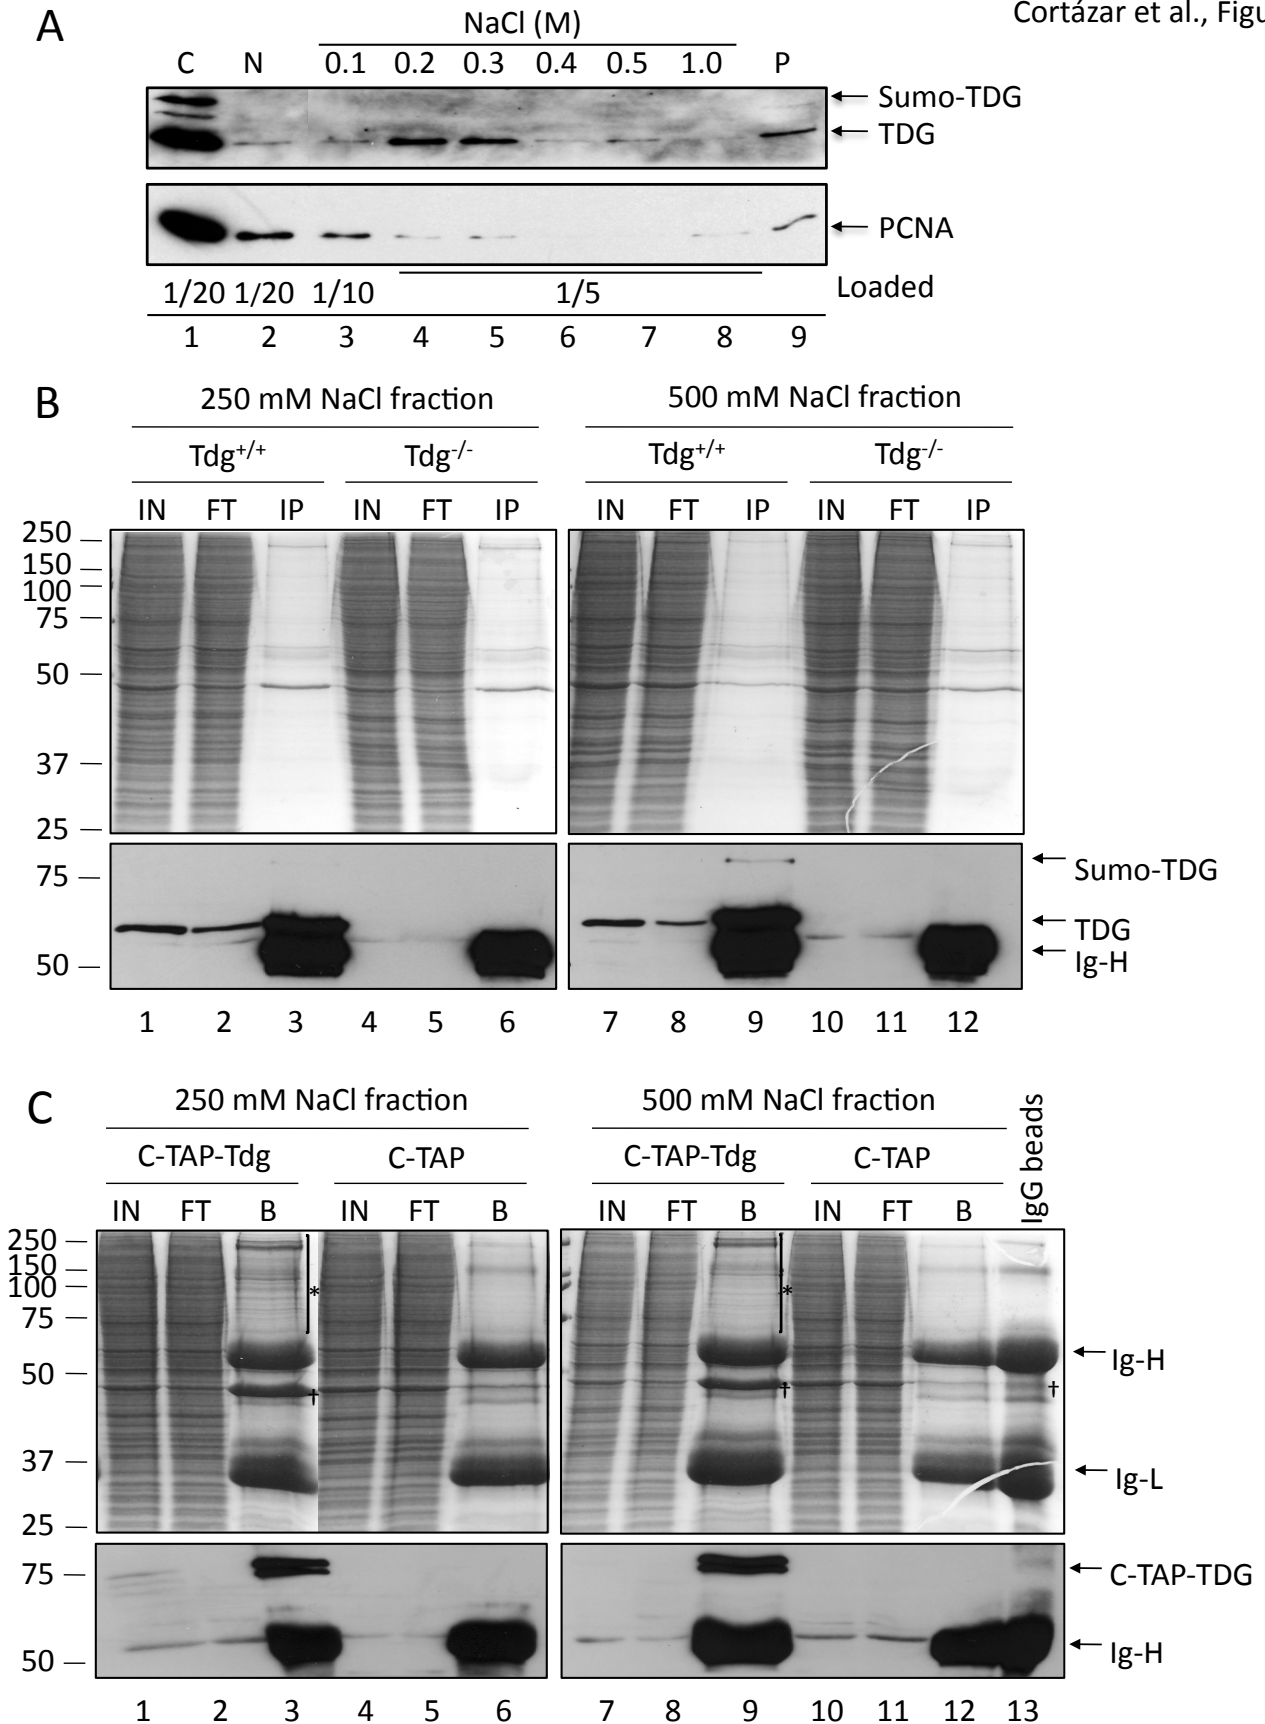 Cortázar et al., Figu
A
NaCl (M)
C N 0.1 0.2 0.3 0.4 0.5 1.0 P
Sumo-TDG
TDG
PCNA
1/20 1/20 1/10 1/5 Loaded
1 2 3 4 5 6 7 8 9
B
250 mM NaCl fraction 500 mM NaCl fraction
Tdg+/+ Tdg-/- Tdg+/+ Tdg-/-
IN FT IP IN FT IP IN FT IP IN FT IP
250
150
100
75
50
37
25
Sumo-TDG
75
TDG
Ig-H
50
1 2 3 4 5 6 7 8 9 10 11 12
C
250 mM NaCl fraction 500 mM NaCl fraction
IgG beads
C-TAP-Tdg C-TAP C-TAP-Tdg C-TAP
IN FT B IN FT B IN FT B IN FT B
250
150
100
* *
75
Ig-H
50
† † †
37
Ig-L
25
75
C-TAP-TDG
Ig-H
50
1 2 3 4 5 6 7 8 9 10 11 12 13